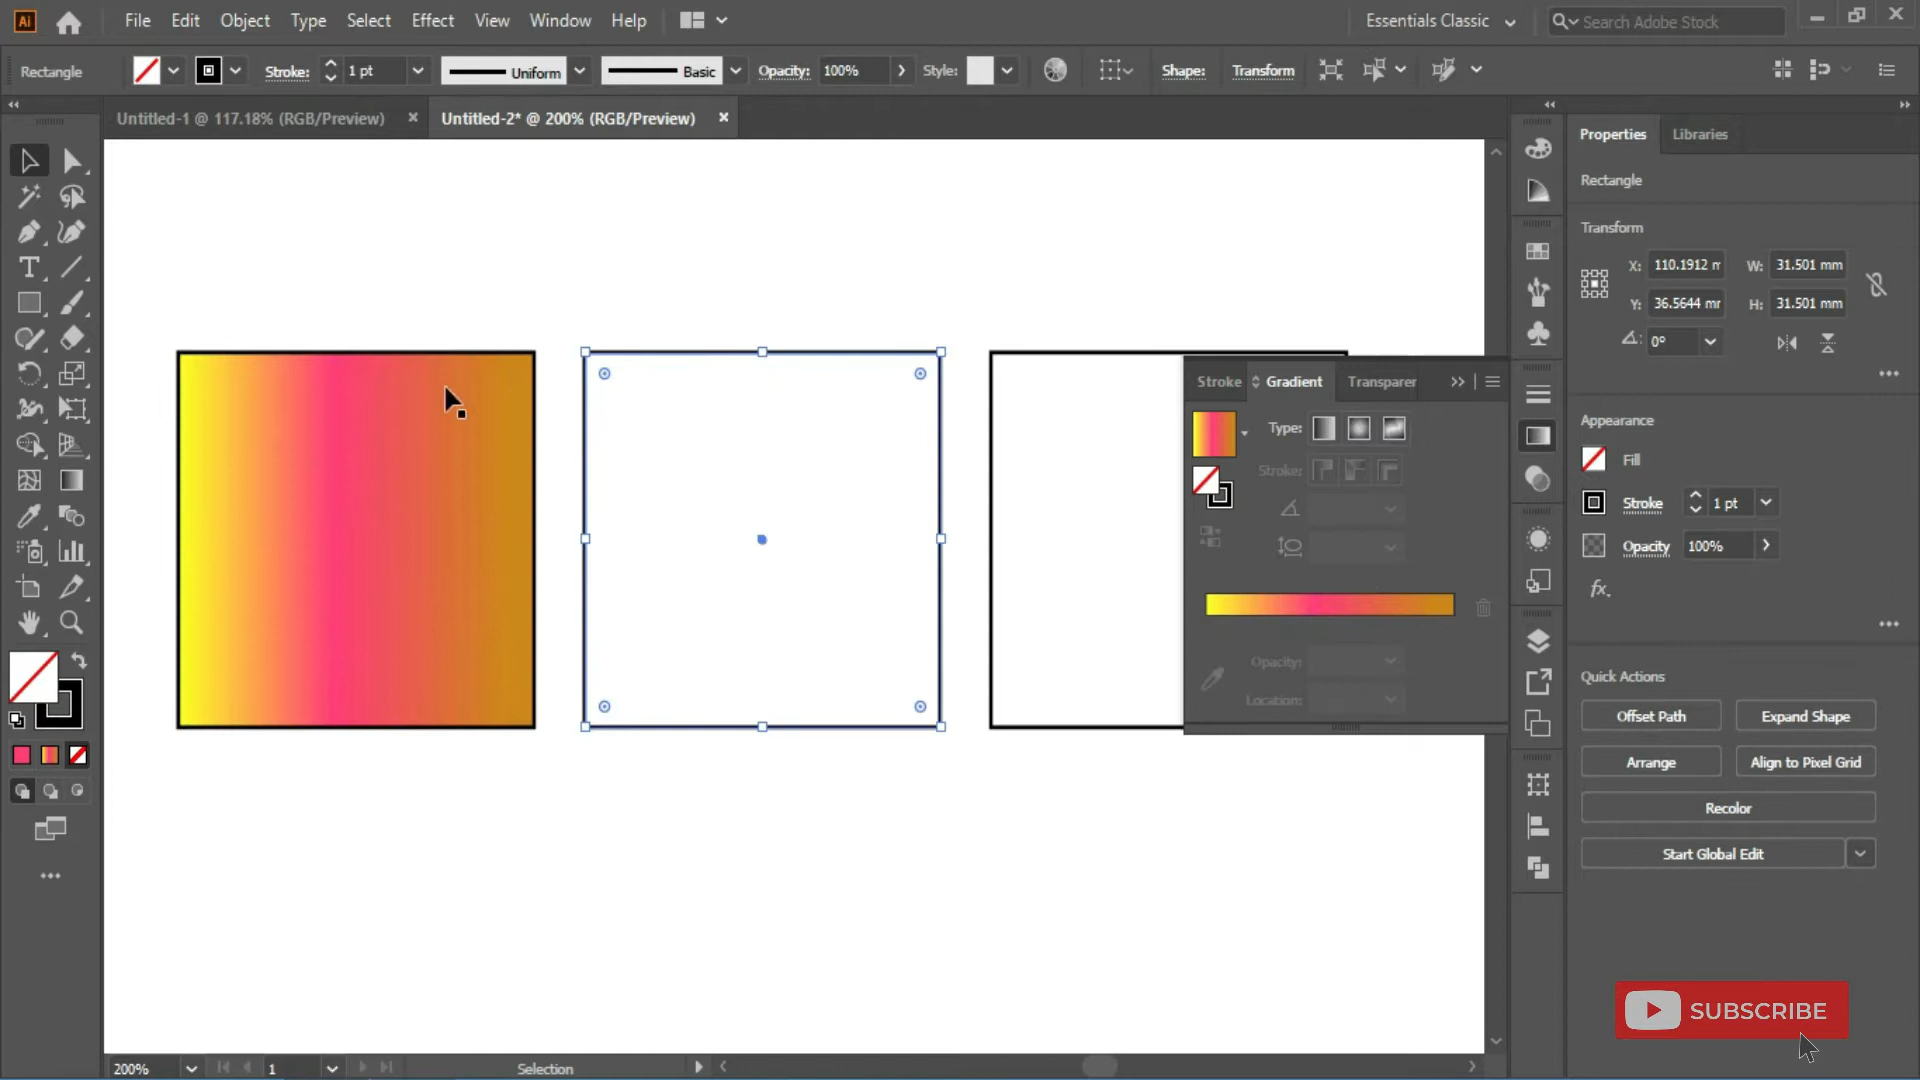 Ai File Edit Object Type Select Effect View Window Help Essentials Classic Search Adobe Stock
Rectangle Stroke: 1 pt Uniform Basic Opacity: 100% Style: Shape: Transform
Untitled-1 @ 117.18% (RGB/Preview) × Untitled-2* @ 200% (RGB/Preview) ×
Properties Libraries
Rectangle
Transform
X: 110.1912 m W: 31.501 mm
Y: 36.5644 mr H: 31.501 mm
0°
Stroke Gradient Transparer
Type:
Stroke:
Opacity:
Location:
Appearance
Fill
Stroke 1 pt
Opacity 100%
fx.
Quick Actions
Offset Path Expand Shape
Arrange Align to Pixel Grid
Recolor
Start Global Edit
SUBSCRIBE
200% 1 Selection